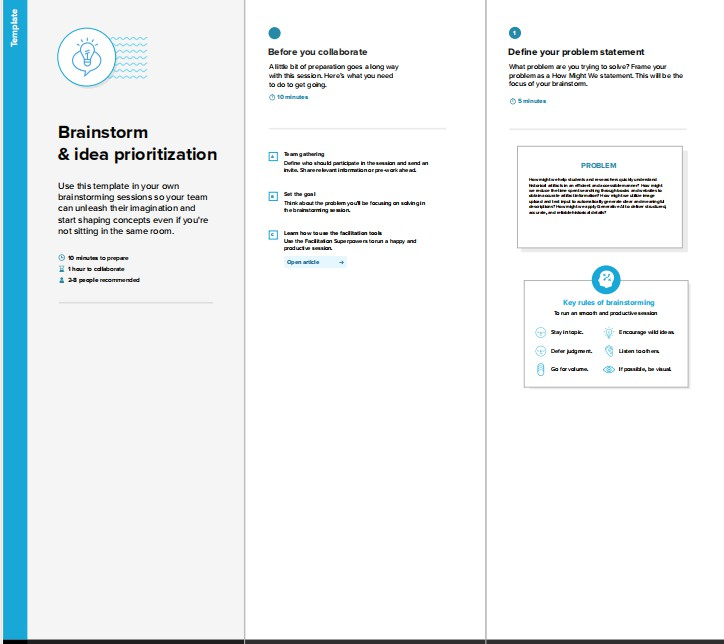 Template
Brainstorm
& idea prioritization
Use this template in your own
brainstorming sessions so your team
can unleash their imagination and
start shaping concepts even if you're
not sitting in the same room.
10 minutes to prepare
1 hour to collaborate
2-8 people recommended
Before you collaborate
A little bit of preparation goes a long way
with this session. Here's what you need
to do to get going.
10 minutes
A
Team gathering
Define who should participate in the session and send an
invite. Share relevant information or pre-work ahead.
B
Set the goal
Think about the problem you'll be focusing on solving in
the brainstorming session.
C
Learn how to use the facilitation tools
Use the Facilitation Superpowers to run a happy and
productive session.
Open article →
1
Define your problem statement
What problem are you trying to solve? Frame your
problem as a How Might We statement. This will be the
focus of your brainstorm.
5 minutes
PROBLEM
How might we help students and researchers quickly understand
historical artifacts in an efficient and accessible manner? How might
we reduce the time spent searching through books and websites to
obtain accurate artifact information? How might we utilize image
upload and text input to automatically generate clear and meaningful
descriptions? How might we apply Generative AI to deliver structured,
accurate, and reliable historical details?
Key rules of brainstorming
To run an smooth and productive session
Stay in topic.
Encourage wild ideas.
Defer judgment.
Listen to others.
Go for volume.
If possible, be visual.